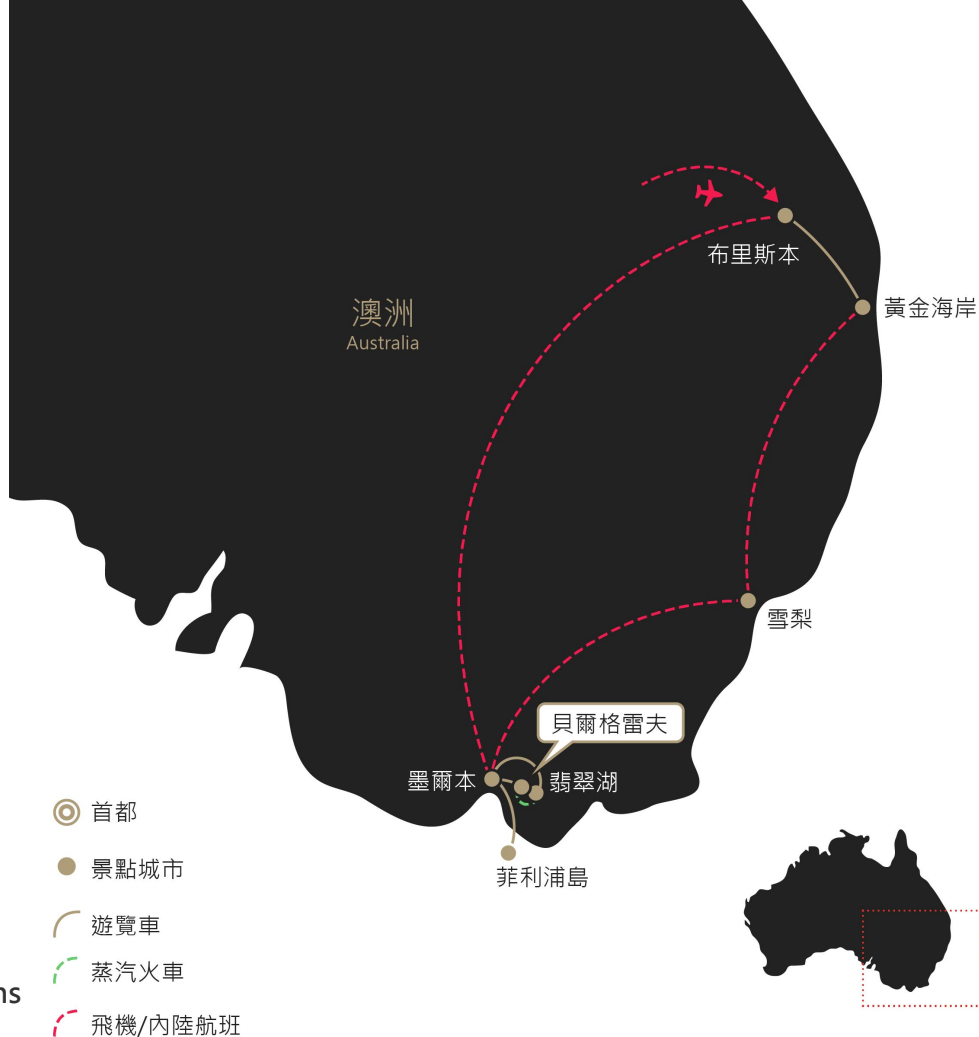 布里斯本
黃金海岸
澳洲
Australia
雪梨
貝爾格雷夫
墨爾本
翡翠湖
菲利浦島
首都
景點城市
遊覽車
蒸汽火車
ns
飛機/內陸航班